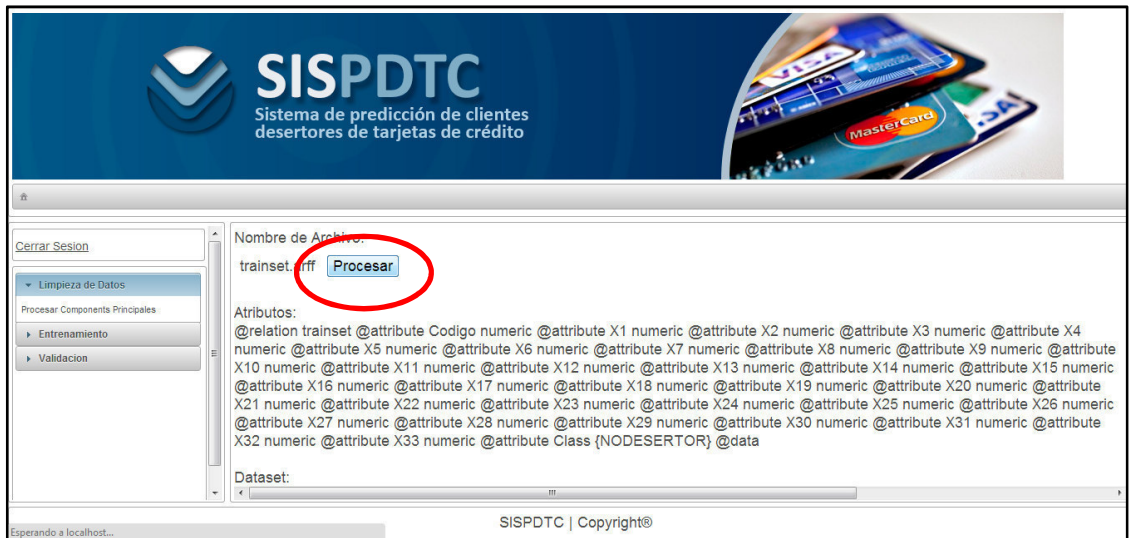 SISPDTC
Sistema de predicción de clientes
desertores de tarjetas de crédito
VISA
MasterCard
VISA
Cerrar Sesion
Limpieza de Datos
Procesar Components Principales
Entrenamiento
Validacion
Nombre de Archivo:
trainset.arff Procesar
Atributos:
@relation trainset @attribute Codigo numeric @attribute X1 numeric @attribute X2 numeric @attribute X3 numeric @attribute X4
numeric @attribute X5 numeric @attribute X6 numeric @attribute X7 numeric @attribute X8 numeric @attribute X9 numeric @attribute
X10 numeric @attribute X11 numeric @attribute X12 numeric @attribute X13 numeric @attribute X14 numeric @attribute X15 numeric
@attribute X16 numeric @attribute X17 numeric @attribute X18 numeric @attribute X19 numeric @attribute X20 numeric @attribute
X21 numeric @attribute X22 numeric @attribute X23 numeric @attribute X24 numeric @attribute X25 numeric @attribute X26 numeric
@attribute X27 numeric @attribute X28 numeric @attribute X29 numeric @attribute X30 numeric @attribute X31 numeric @attribute
X32 numeric @attribute X33 numeric @attribute Class {NODESERTOR} @data
Dataset:
SISPDTC | Copyright®
Esperando a localhost...